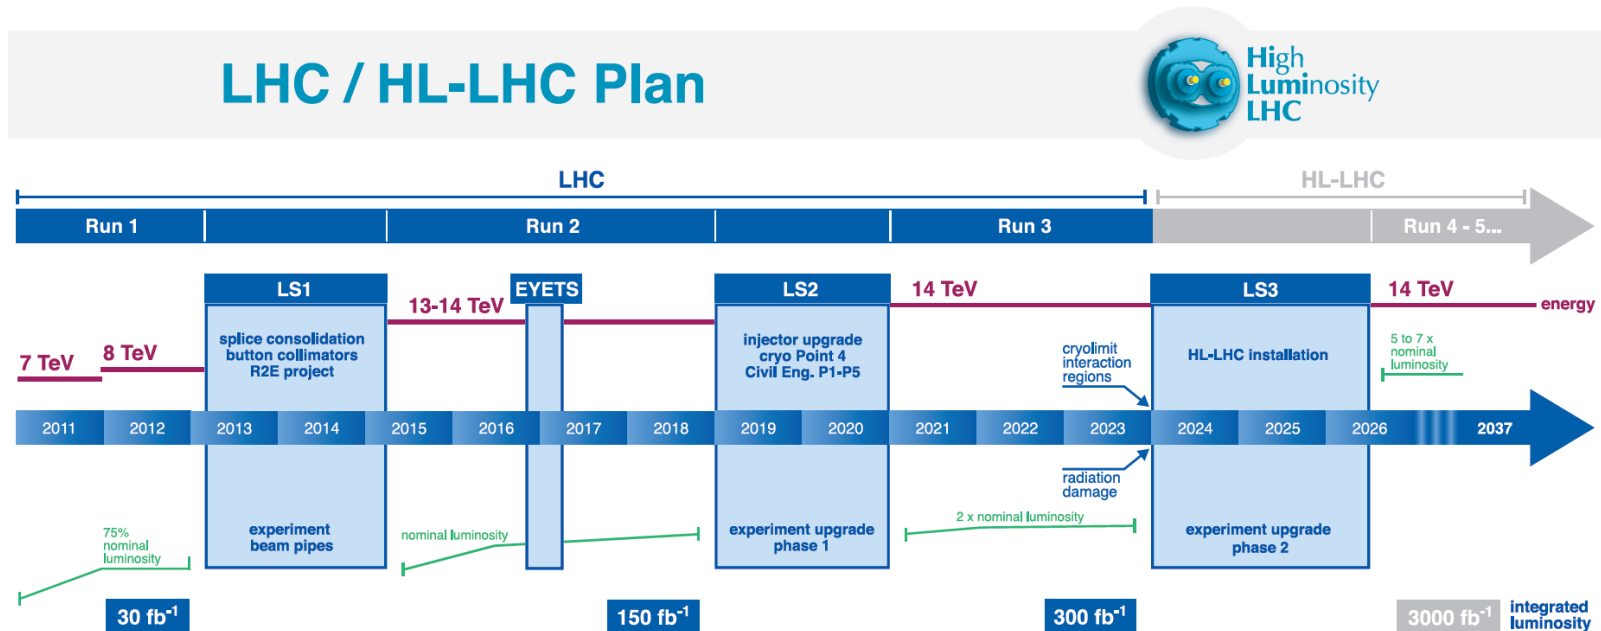 LHC / HL-LHC Plan
High
Luminosity
LHC
LHC
HL-LHC
Run 1
Run 2
Run 3
Run 4 - 5...
LS1
EYETS
LS2
LS3
7 TeV
8 TeV
13-14 TeV
14 TeV
14 TeV
energy
splice consolidation
button collimators
R2E project
injector upgrade
cryo Point 4
Civil Eng. P1-P5
cryolimit
interaction
regions
HL-LHC installation
5 to 7 x
nominal
luminosity
2011 2012 2013 2014 2015 2016 2017 2018 2019 2020 2021 2022 2023 2024 2025 2026 2037
radiation
damage
75%
nominal
luminosity
experiment
beam pipes
nominal luminosity
experiment upgrade
phase 1
2 x nominal luminosity
experiment upgrade
phase 2
30 fb⁻¹
150 fb⁻¹
300 fb⁻¹
3000 fb⁻¹
integrated
luminosity